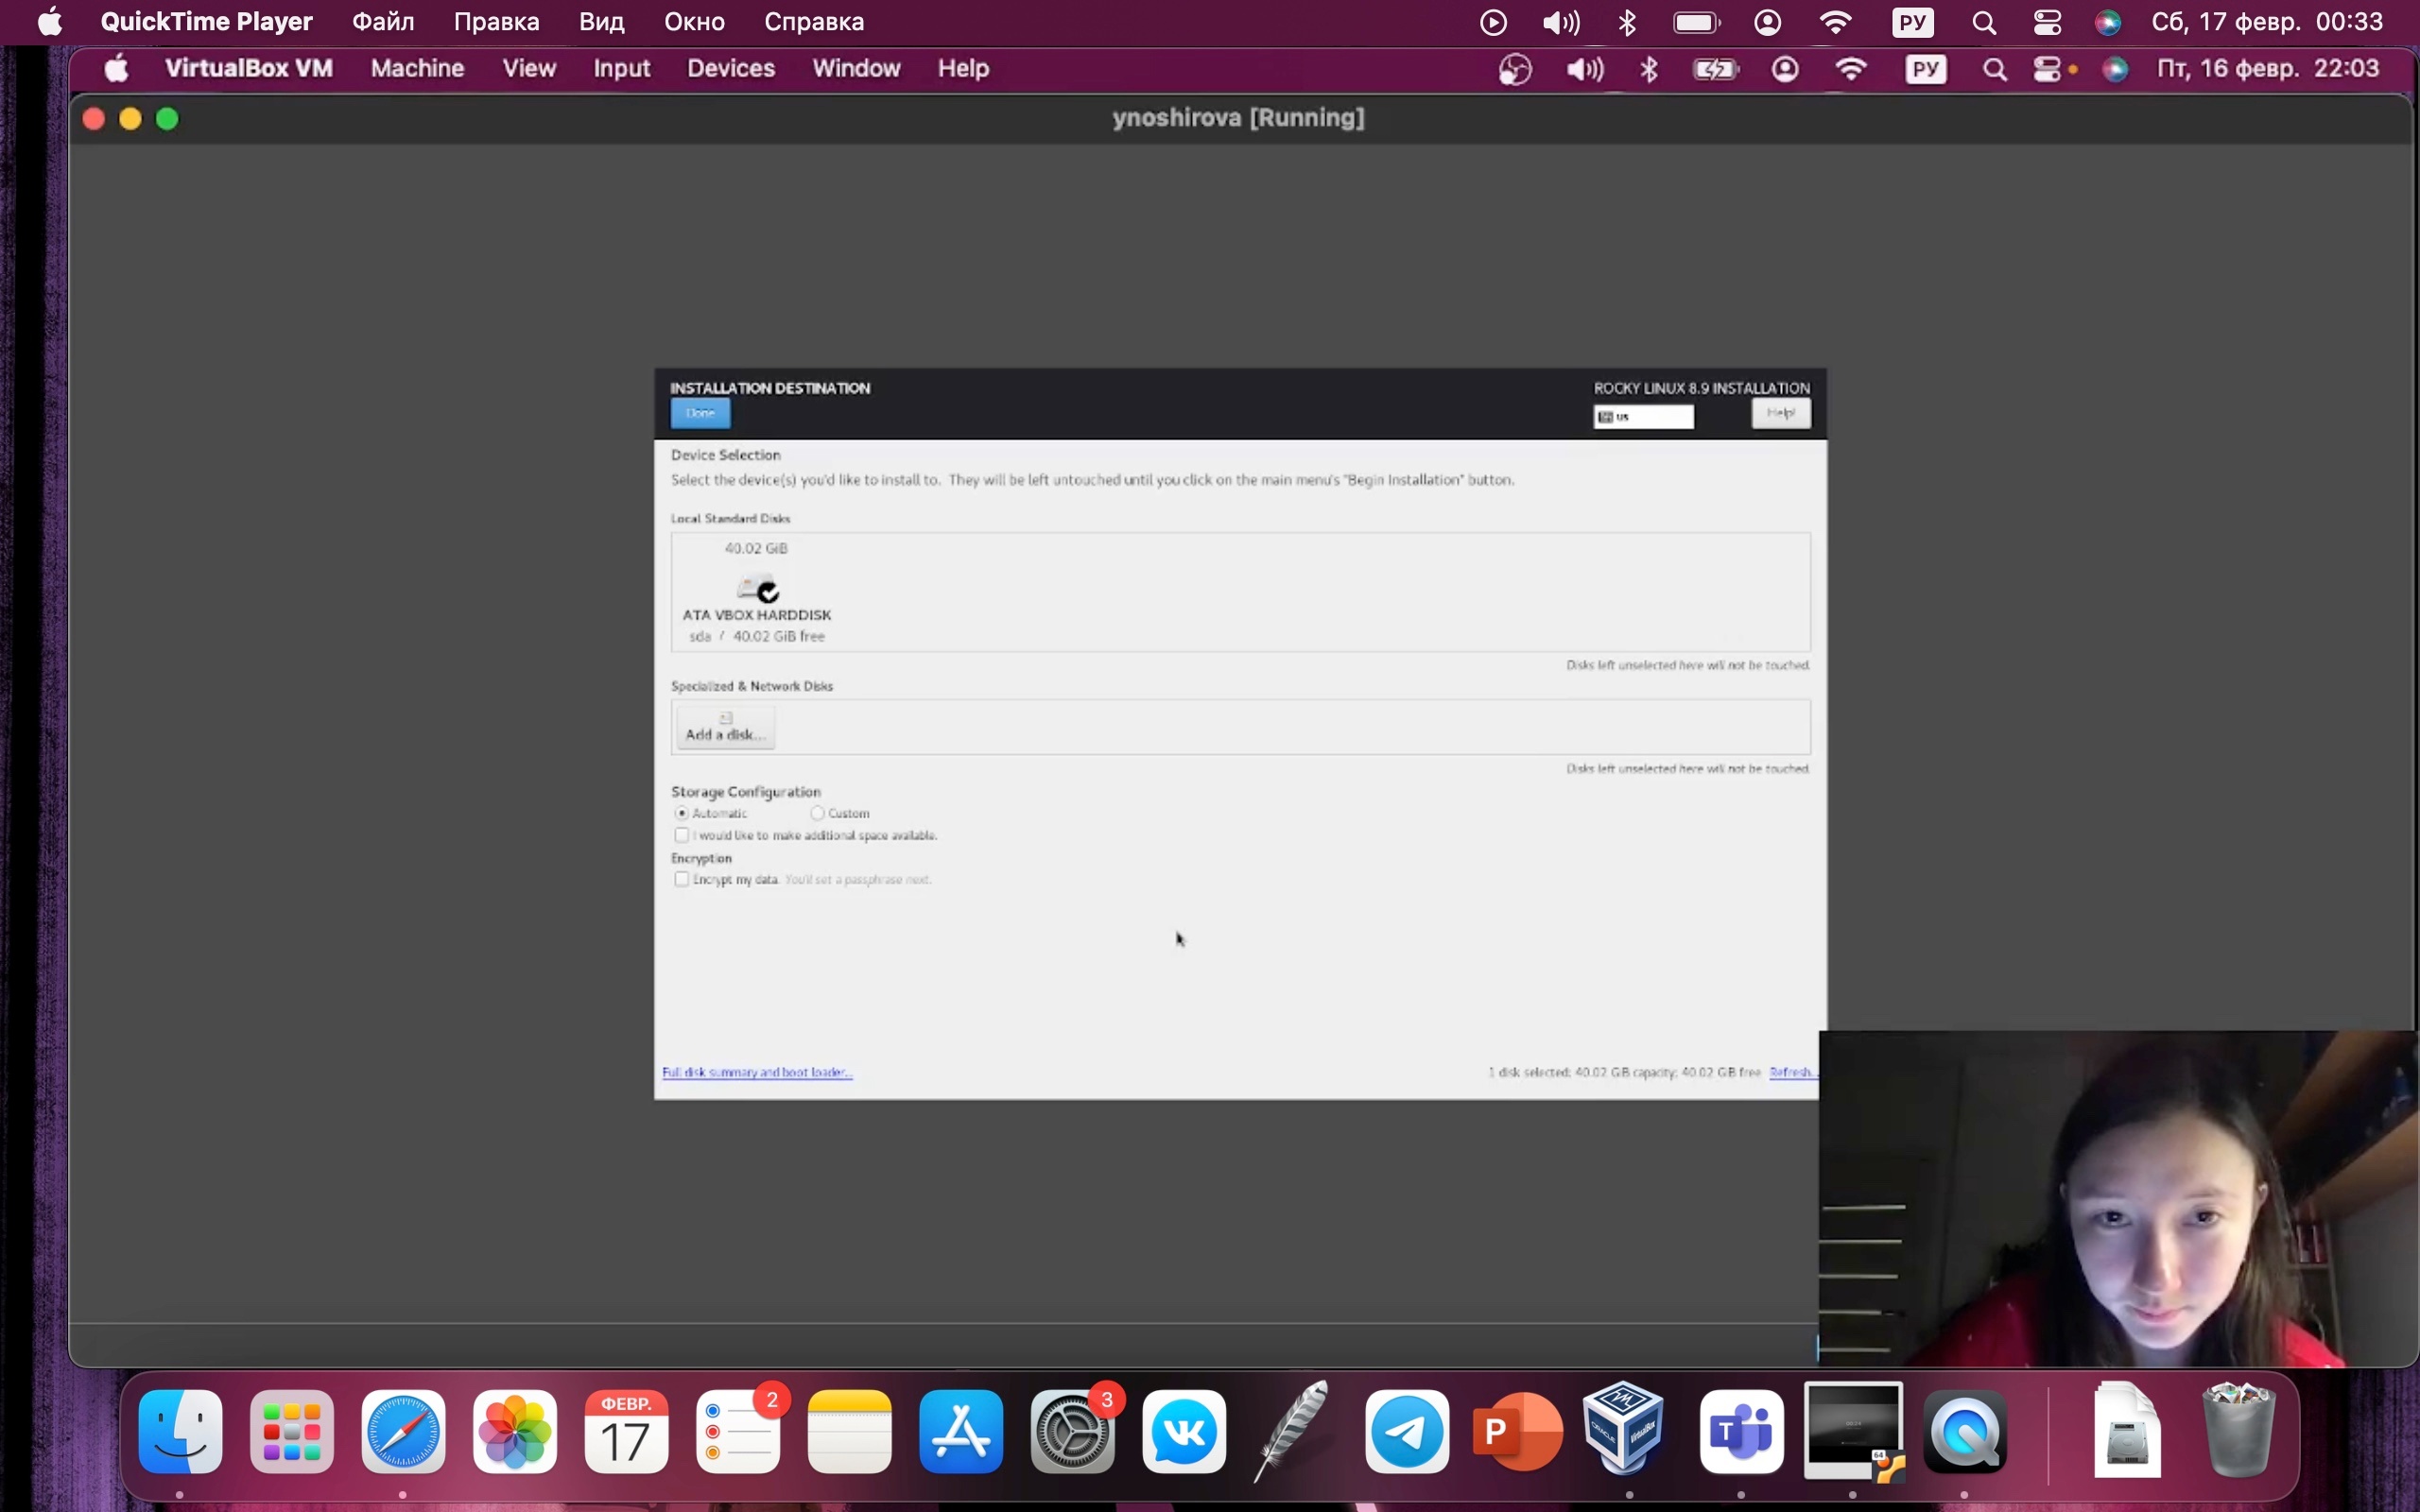 QuickTime Player Файл Правка Вид Окно Справка РУ Сб, 17 февр. 00:33
VirtualBox VM Machine View Input Devices Window Help РУ Пт, 16 февр. 22:03
ynoshirova [Running]
INSTALLATION DESTINATION ROCKY LINUX 8.9 INSTALLATION
Done us Help!
Device Selection
Select the device(s) you'd like to install to. They will be left untouched until you click on the main menu's "Begin Installation" button.
Local Standard Disks
40.02 GiB
ATA VBOX HARDDISK
sda / 40.02 GiB free
Disks left unselected here will not be touched.
Specialized & Network Disks
Add a disk...
Disks left unselected here will not be touched.
Storage Configuration
Automatic Custom
I would like to make additional space available.
Encryption
Encrypt my data. You'll set a passphrase next.
Full disk summary and boot loader... 1 disk selected; 40.02 GiB capacity; 40.02 GiB free Refresh...
ФЕВР. 2 3
17 P T